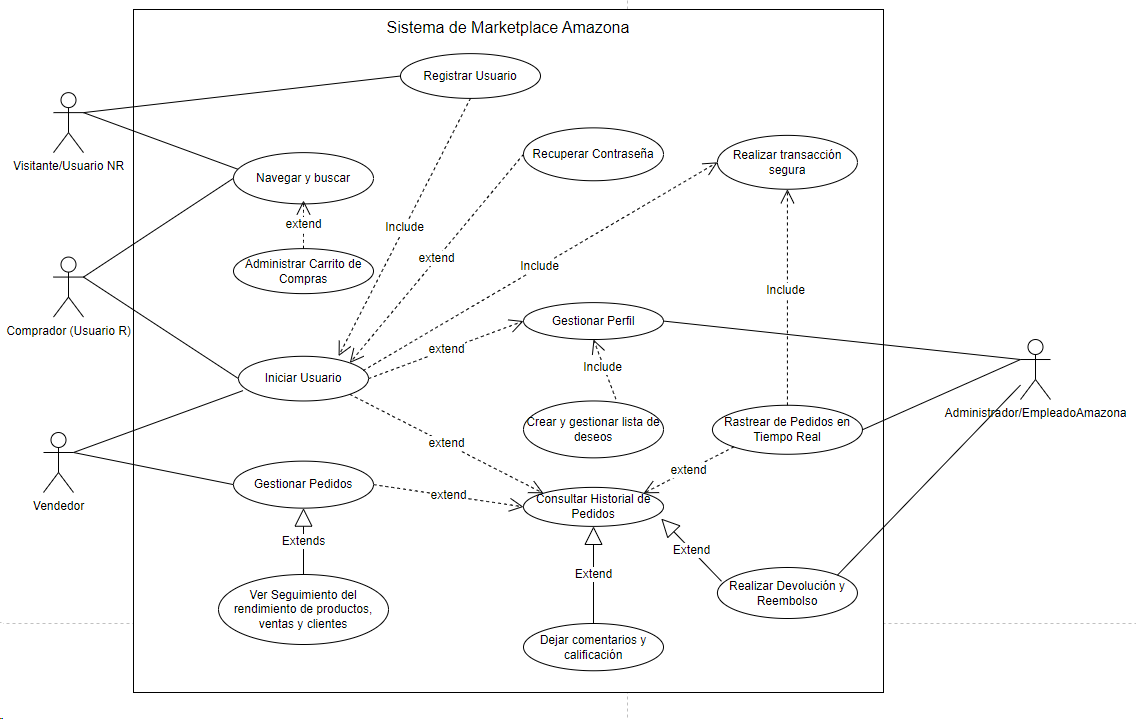 Sistema de Marketplace Amazona
Registrar Usuario
Visitante/Usuario NR
Recuperar Contraseña
Realizar transacción
segura
Navegar y buscar
extend
Include
extend
Administrar Carrito de
Compras
Include
Include
Comprador (Usuario R)
Gestionar Perfil
extend
Include
Iniciar Usuario
Administrador/EmpleadoAmazona
Crear y gestionar lista de
deseos
Rastrear de Pedidos en
Tiempo Real
extend
extend
Vendedor
Gestionar Pedidos
extend
Consultar Historial de
Pedidos
Extends
Extend
Extend
Ver Seguimiento del
rendimiento de productos,
ventas y clientes
Realizar Devolución y
Reembolso
Dejar comentarios y
calificación